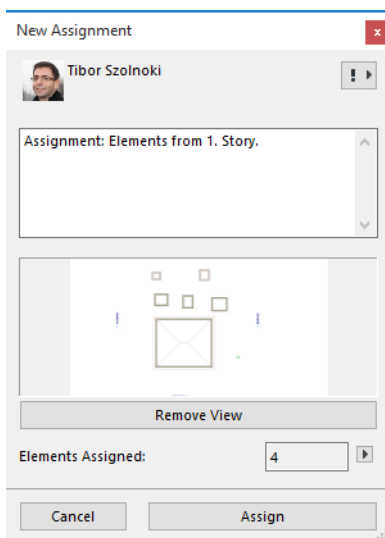 New Assignment
x
Tibor Szolnoki
!
Assignment: Elements from 1. Story.
Remove View
Elements Assigned: 4
Cancel Assign